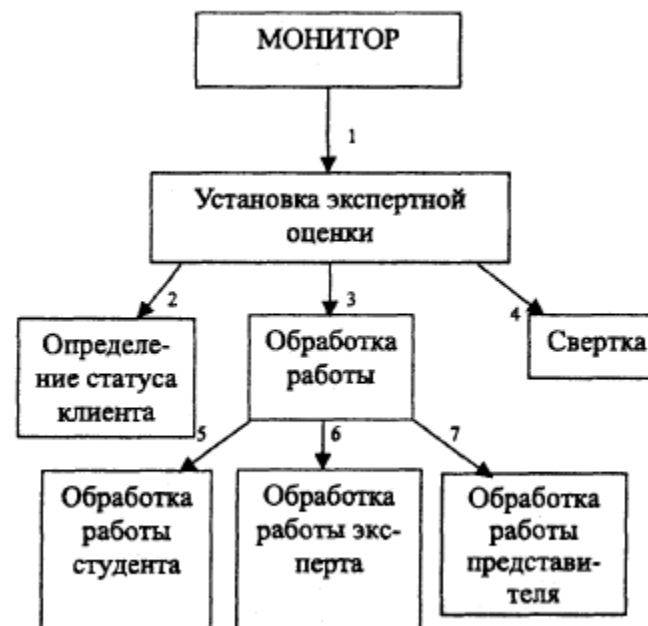 МОНИТОР
1
Установка экспертной
оценки
2
3
4
Определе-
ние статуса
клиента
Обработка
работы
Свертка
5
6
7
Обработка
работы
студента
Обработка
работы экс-
перта
Обработка
работы
представи-
теля